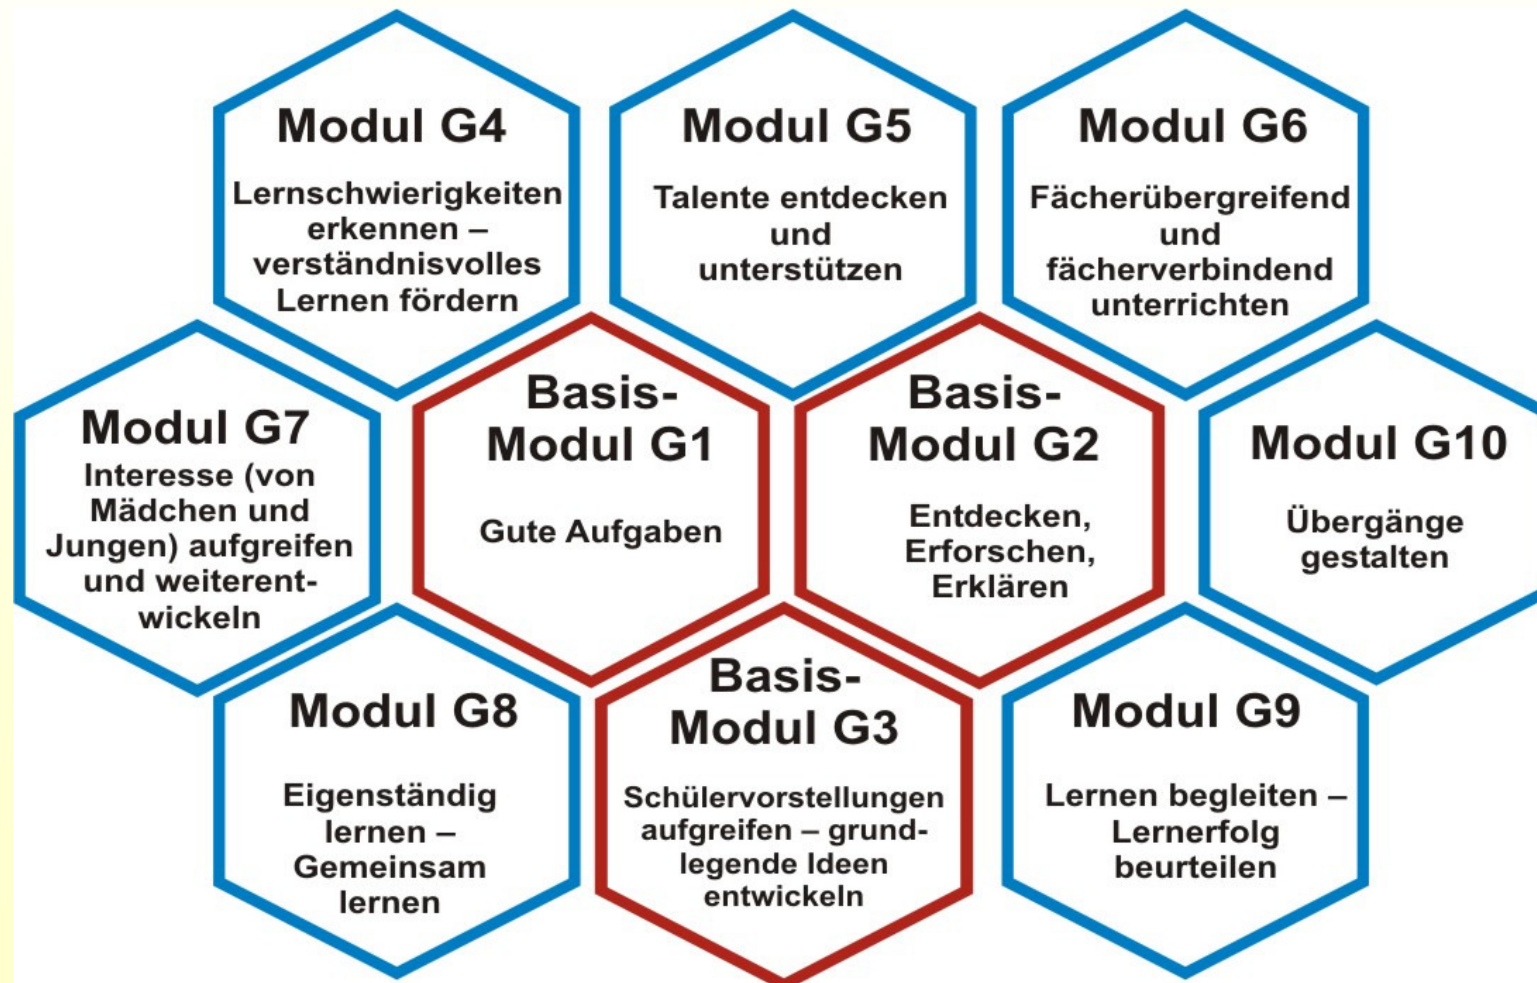 Modul G4
Lernschwierigkeiten
erkennen –
verständnisvolles
Lernen fördern
Modul G5
Talente entdecken
und
unterstützen
Modul G6
Fächerübergreifend
und
fächerverbindend
unterrichten
Modul G7
Interesse (von
Mädchen und
Jungen) aufgreifen
und weiterent-
wickeln
Basis-
Modul G1
Gute Aufgaben
Basis-
Modul G2
Entdecken,
Erforschen,
Erklären
Modul G10
Übergänge
gestalten
Modul G8
Eigenständig
lernen –
Gemeinsam
lernen
Basis-
Modul G3
Schülervorstellungen
aufgreifen – grund-
legende Ideen
entwickeln
Modul G9
Lernen begleiten –
Lernerfolg
beurteilen